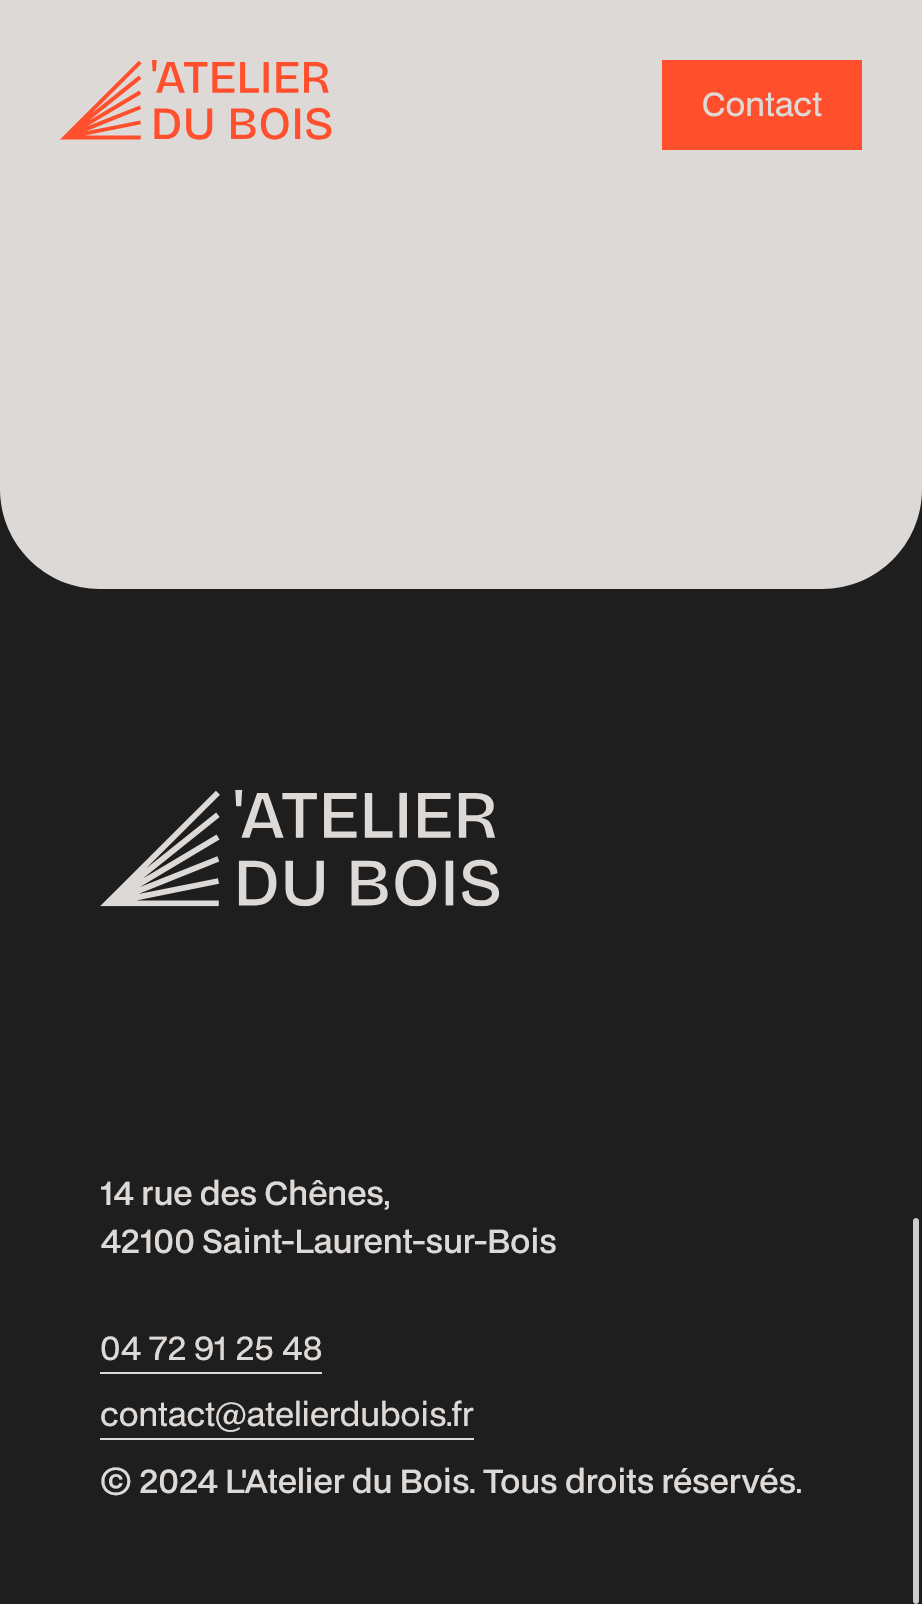 'ATELIER
DU BOIS
Contact
'ATELIER
DU BOIS
14 rue des Chênes,
42100 Saint-Laurent-sur-Bois
04 72 91 25 48
contact@atelierdubois.fr
© 2024 L'Atelier du Bois. Tous droits réservés.